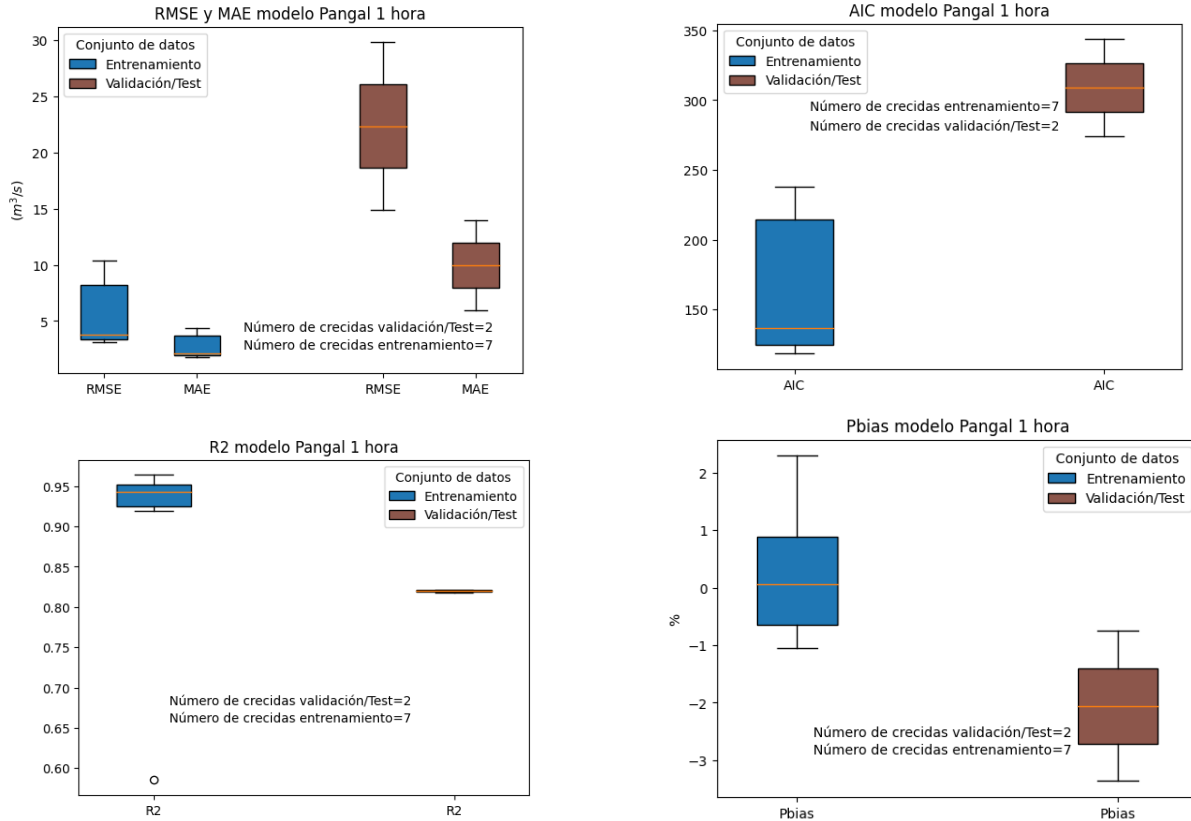 RMSE y MAE modelo Pangal 1 hora
Conjunto de datos
Entrenamiento
Validación/Test
30
25
20
15
10
5
(m³/s)
Número de crecidas validación/Test=2
Número de crecidas entrenamiento=7
RMSE MAE RMSE MAE
AIC modelo Pangal 1 hora
Conjunto de datos
Entrenamiento
Validación/Test
350
300
250
200
150
Número de crecidas entrenamiento=7
Número de crecidas validación/Test=2
AIC AIC
R2 modelo Pangal 1 hora
Conjunto de datos
Entrenamiento
Validación/Test
0.95
0.90
0.85
0.80
0.75
0.70
0.65
0.60
Número de crecidas validación/Test=2
Número de crecidas entrenamiento=7
R2 R2
Pbias modelo Pangal 1 hora
Conjunto de datos
Entrenamiento
Validación/Test
2
1
0
−1
−2
−3
%
Número de crecidas validación/Test=2
Número de crecidas entrenamiento=7
Pbias Pbias